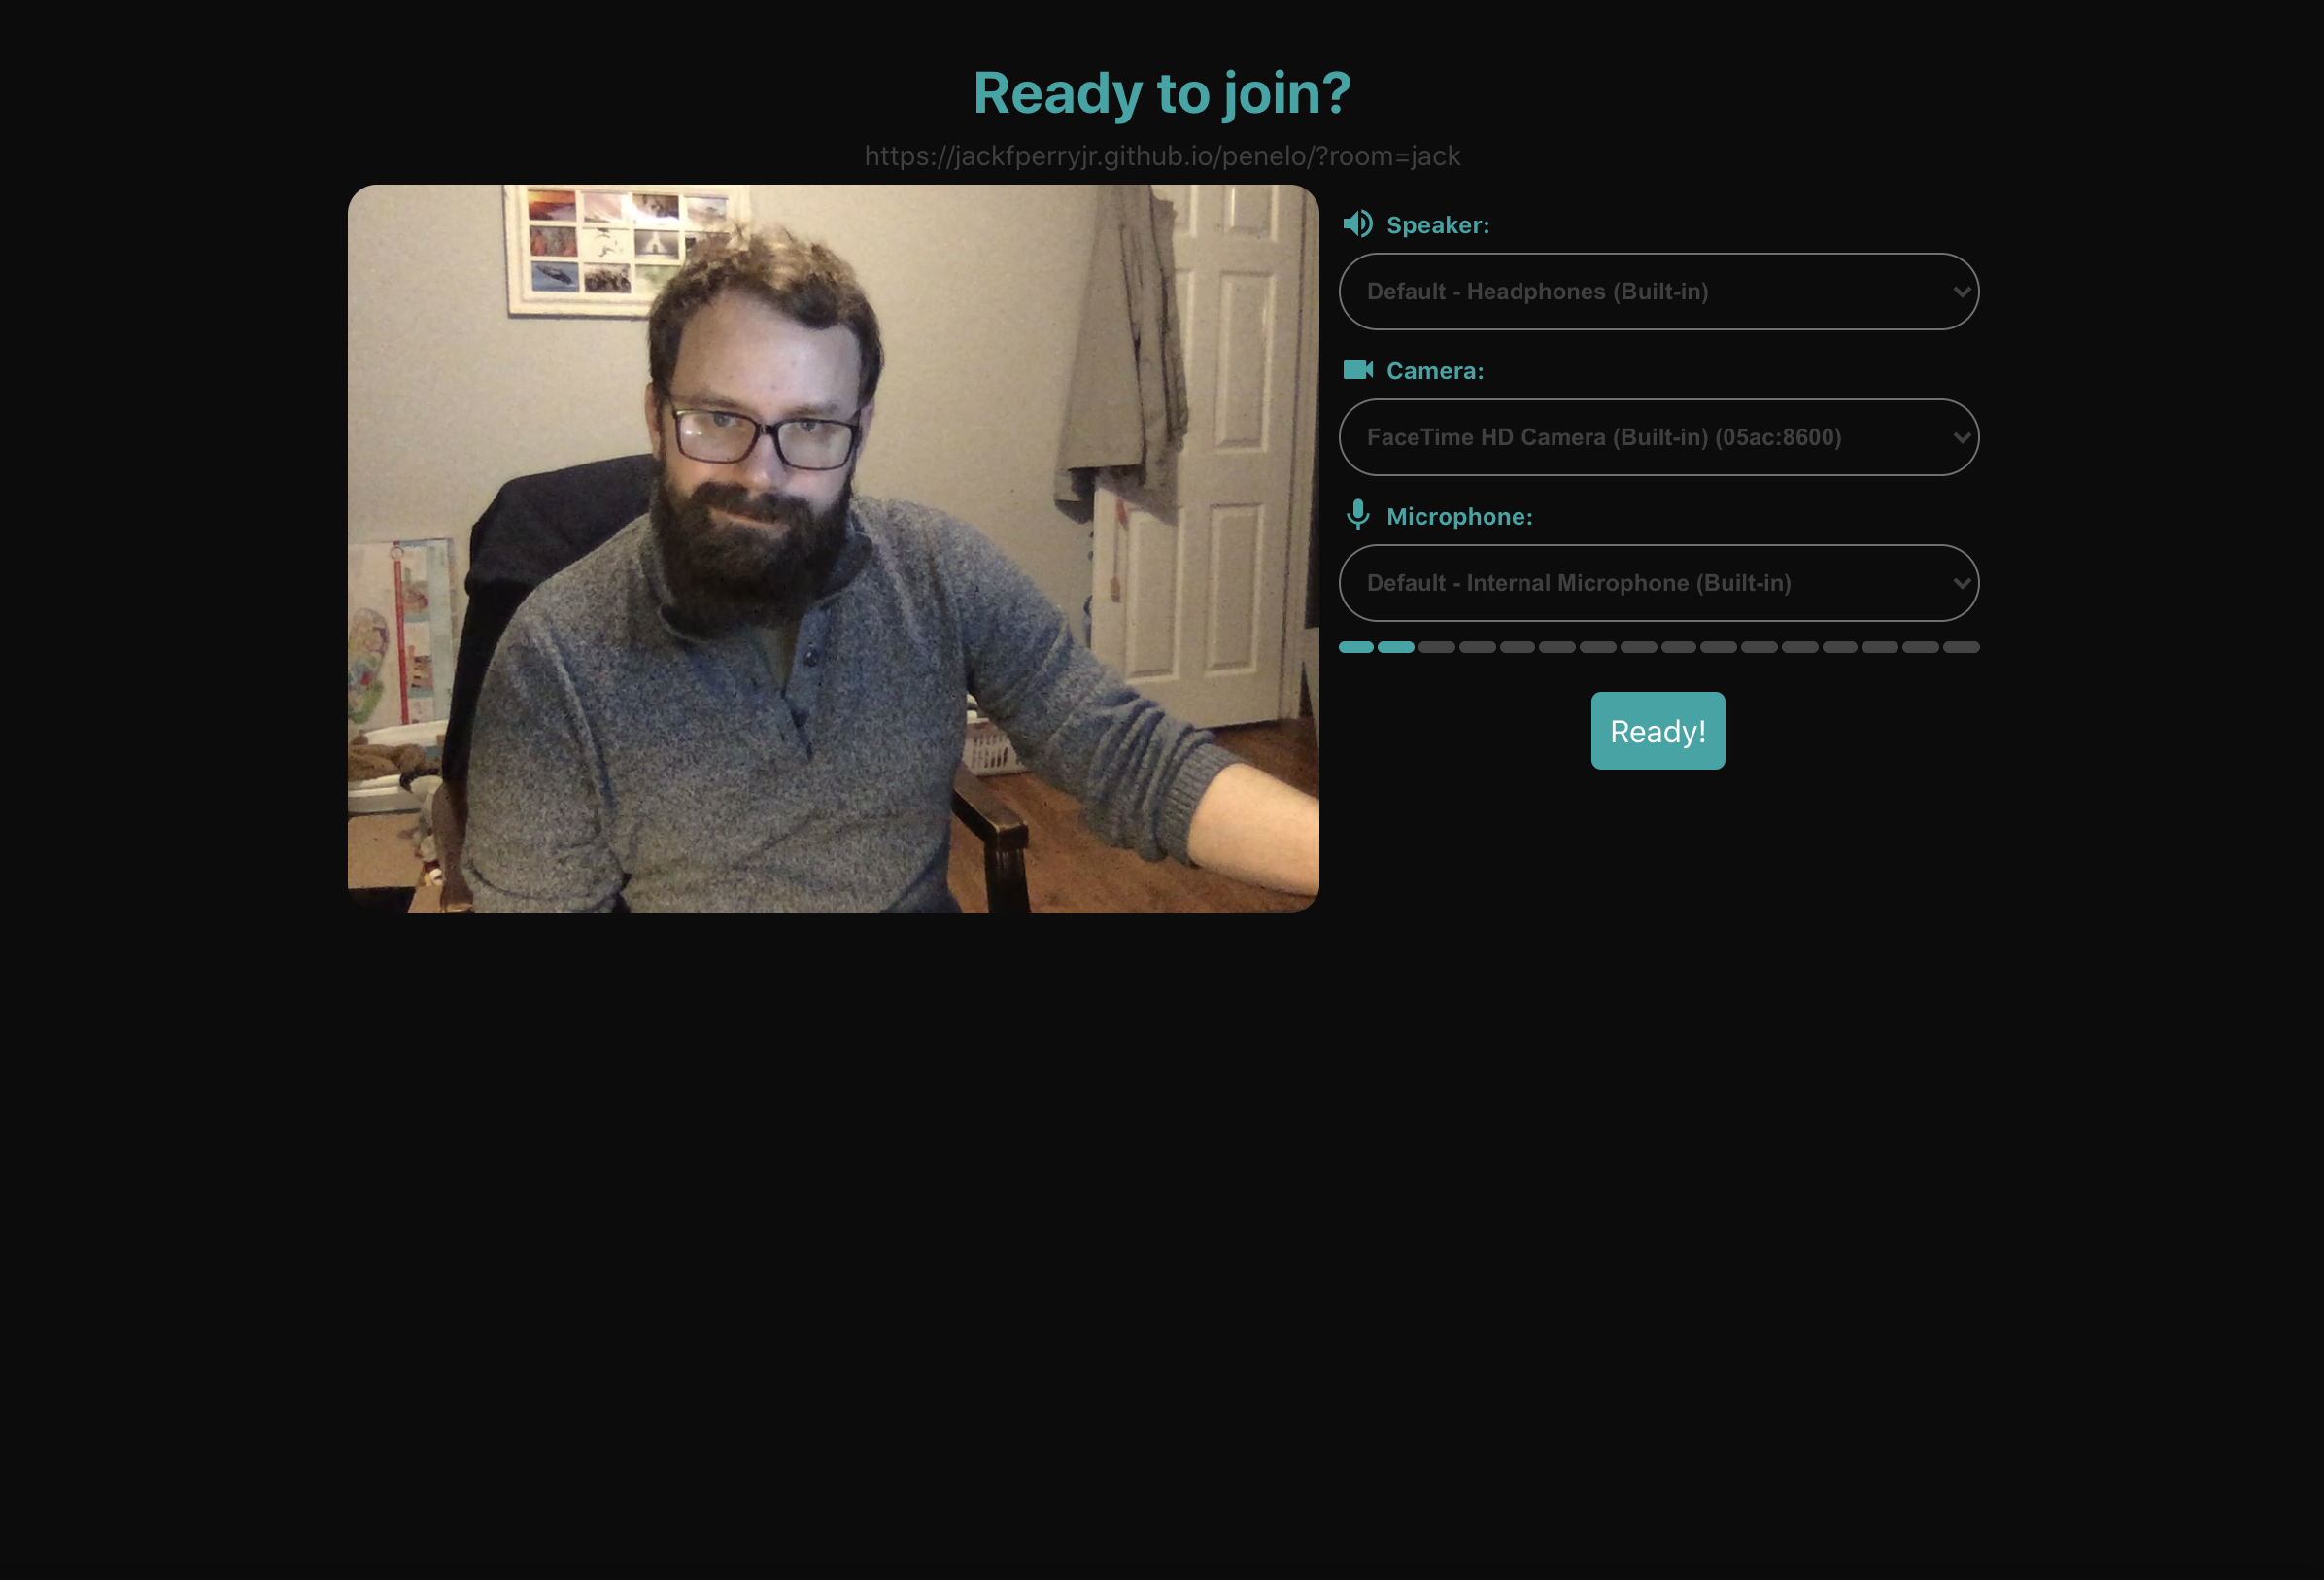 Ready to join?
https://jackfperryjr.github.io/penelo/?room=jack
Speaker:
Default - Headphones (Built-in)
Camera:
FaceTime HD Camera (Built-in) (05ac:8600)
Microphone:
Default - Internal Microphone (Built-in)
Ready!